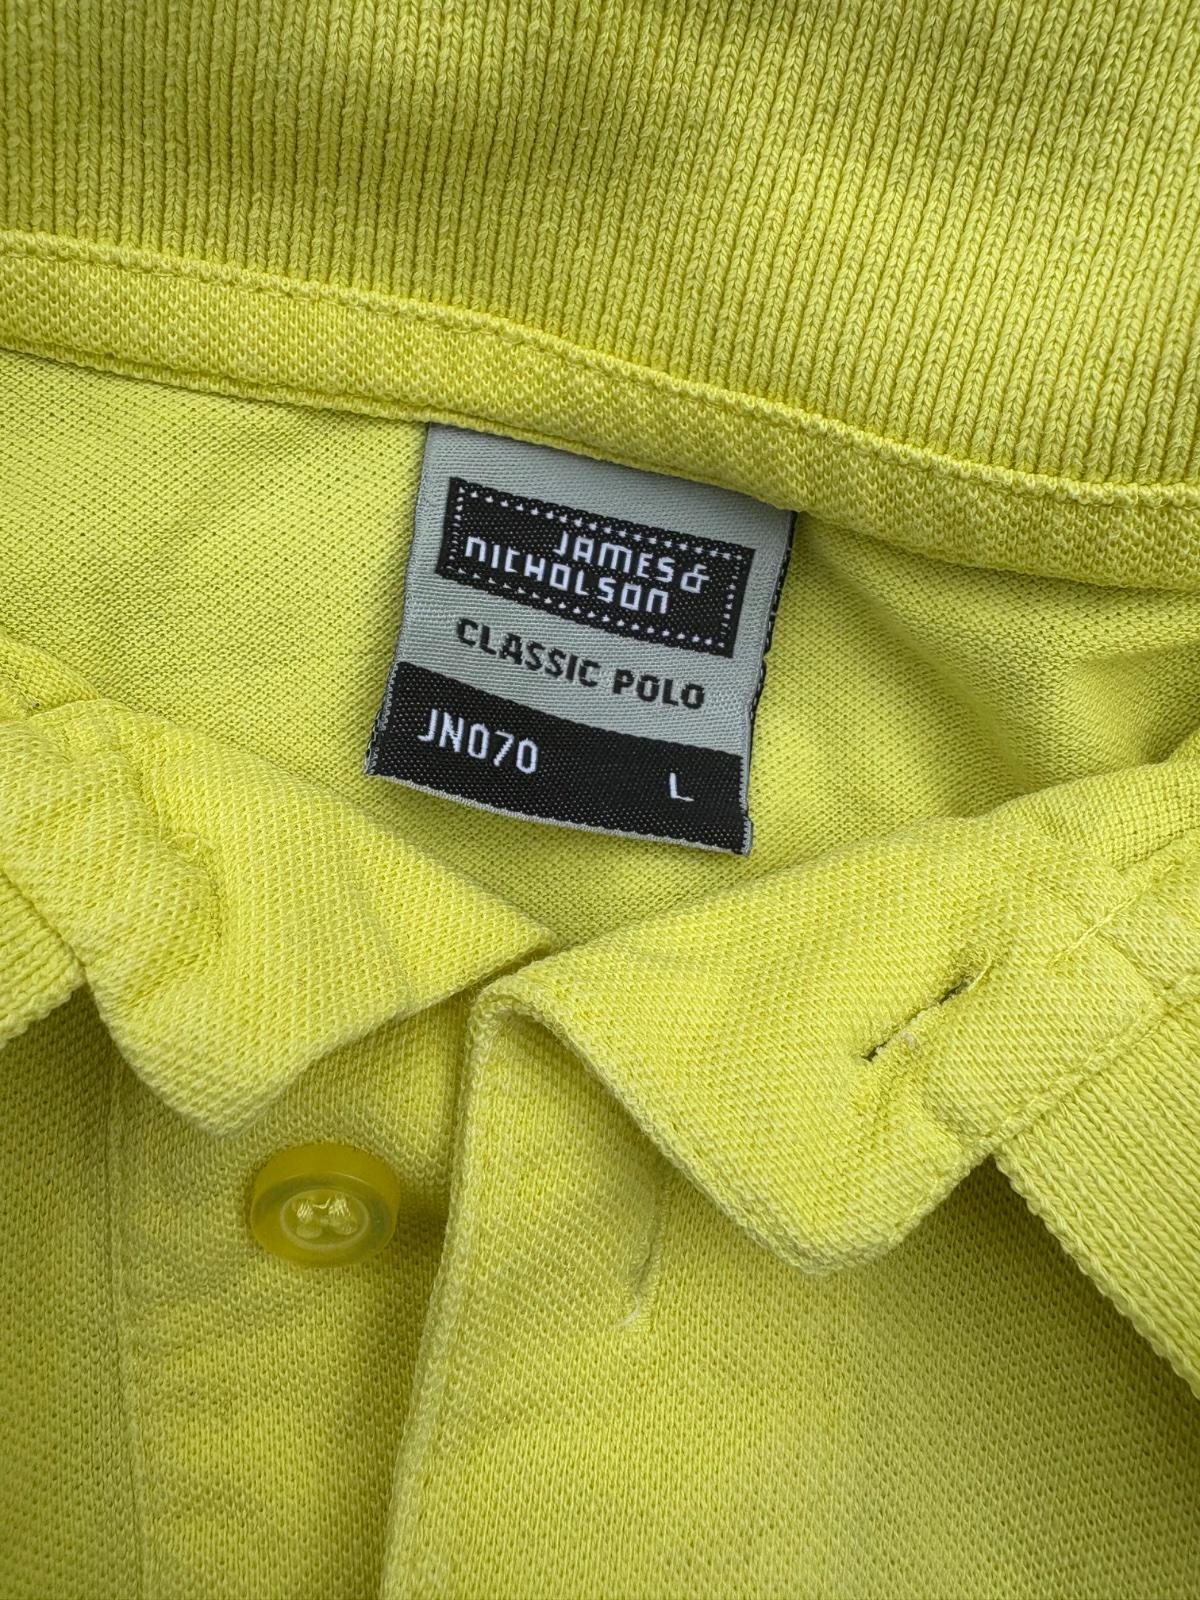 JAMES &
NICHOLSON
CLASSIC POLO
JN070 L